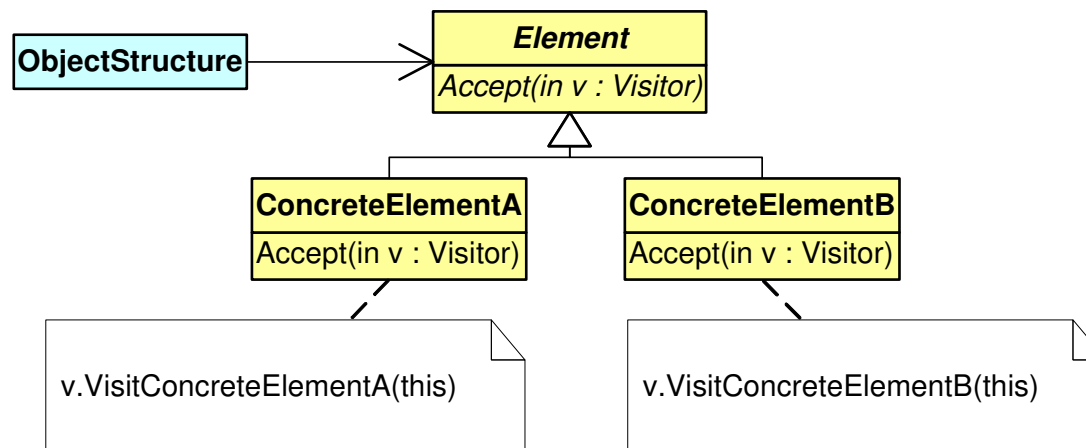 Element
ObjectStructure
Accept(in v : Visitor)
ConcreteElementA
ConcreteElementB
Accept(in v : Visitor)
Accept(in v : Visitor)
v.VisitConcreteElementA(this)
v.VisitConcreteElementB(this)